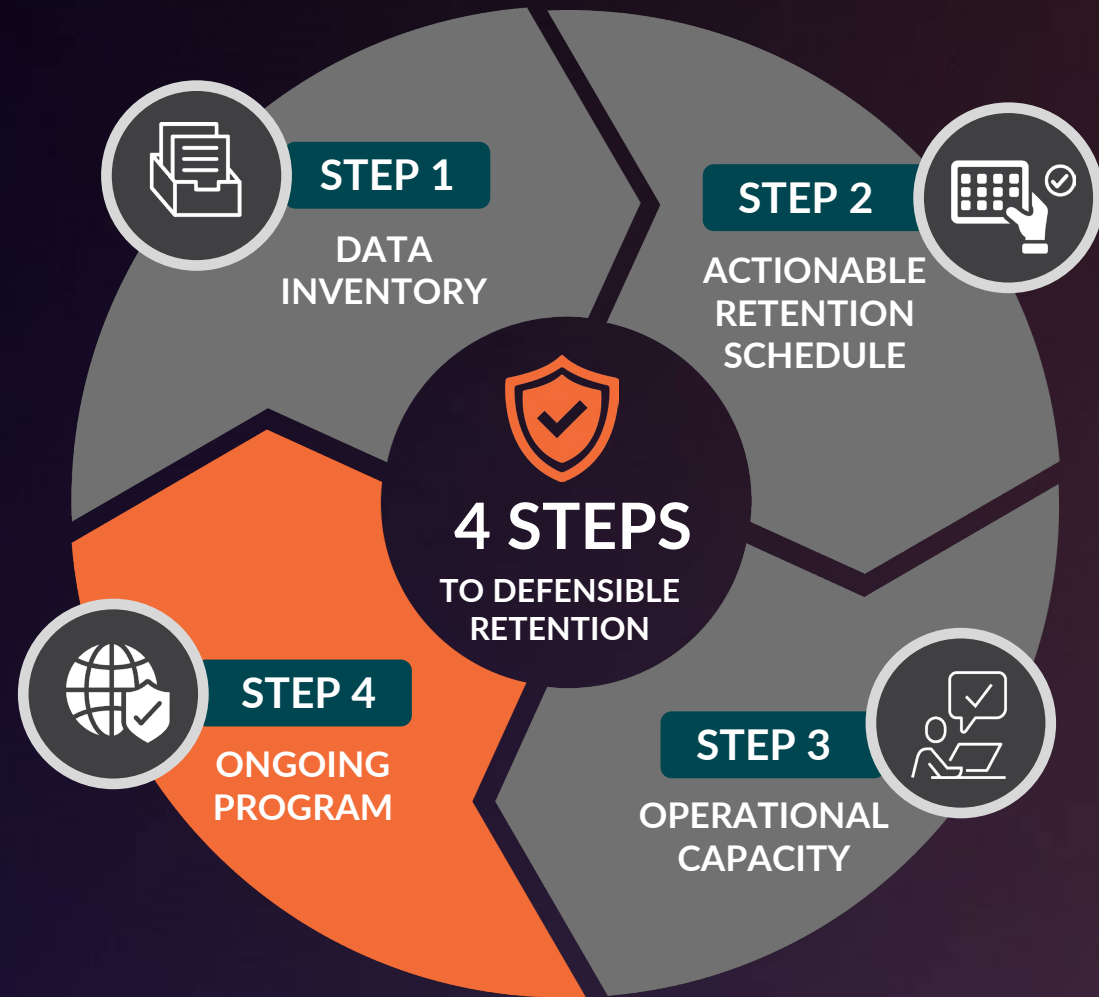 STEP 1
DATA
INVENTORY
STEP 2
ACTIONABLE
RETENTION
SCHEDULE
4 STEPS
TO DEFENSIBLE
RETENTION
STEP 3
OPERATIONAL
CAPACITY
STEP 4
ONGOING
PROGRAM